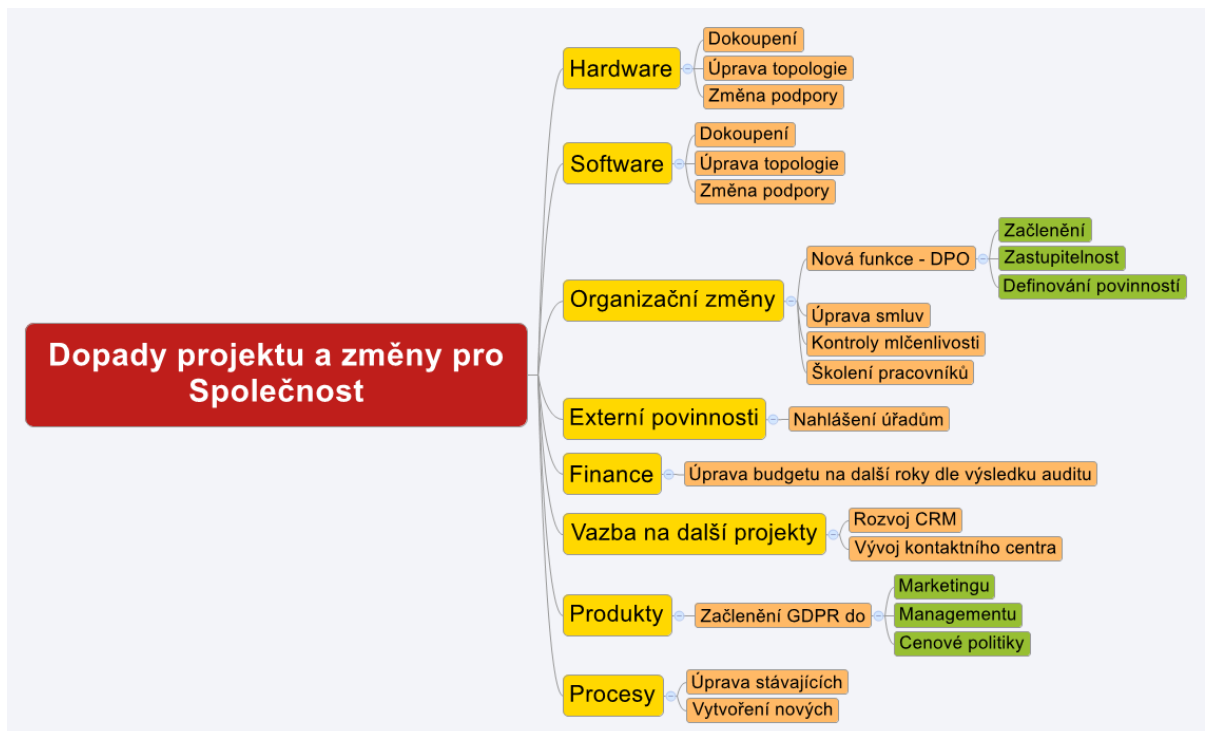 Dopady projektu a změny pro
Společnost
Hardware
Dokoupení
Úprava topologie
Změna podpory
Software
Dokoupení
Úprava topologie
Změna podpory
Organizační změny
Nová funkce - DPO
Začlenění
Zastupitelnost
Definování povinností
Úprava smluv
Kontroly mlčenlivosti
Školení pracovníků
Externí povinnosti
Nahlášení úřadům
Finance
Úprava budgetu na další roky dle výsledku auditu
Vazba na další projekty
Rozvoj CRM
Vývoj kontaktního centra
Produkty
Začlenění GDPR do
Marketingu
Managementu
Cenové politiky
Procesy
Úprava stávajících
Vytvoření nových